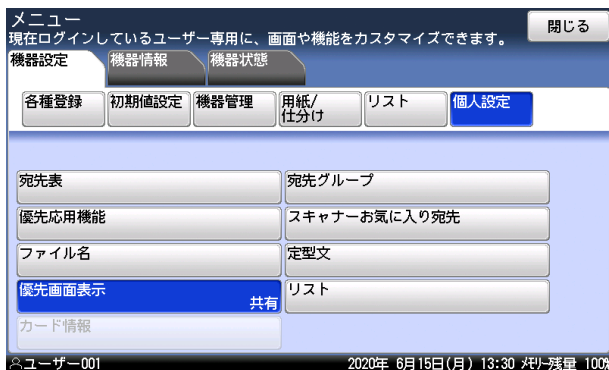 メニュー
閉じる
現在ログインしているユーザー専用に、画面や機能をカスタマイズできます。
機器設定 機器情報 機器状態
各種登録 初期値設定 機器管理 用紙/ リスト 個人設定
仕分け
宛先表 宛先グループ
優先応用機能 スキャナーお気に入り宛先
ファイル名 定型文
優先画面表示 リスト
共有
カード情報
ユーザー001 2020年 6月15日(月) 13:30 メモリー残量 100%